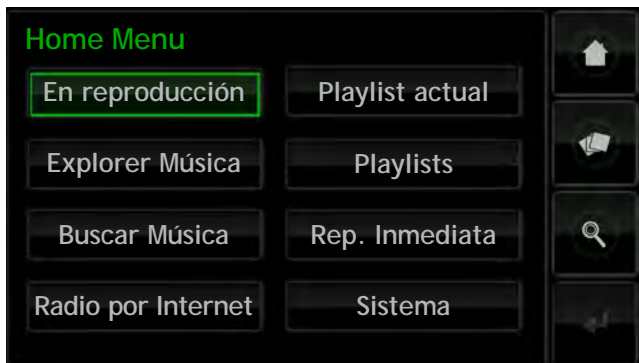 Home Menu
En reproducción
Playlist actual
Explorer Música
Playlists
Buscar Música
Rep. Inmediata
Radio por Internet
Sistema